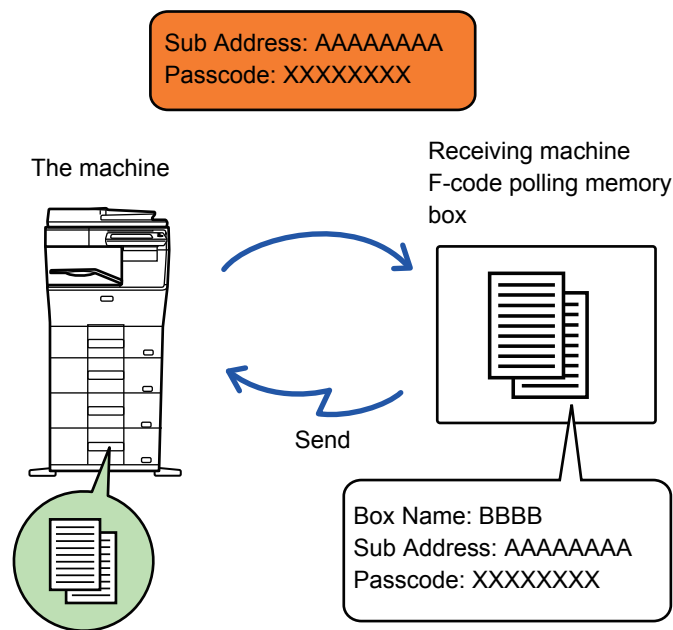 Sub Address: AAAAAAAA
Passcode: XXXXXXXX
The machine
Receiving machine
F-code polling memory
box
Send
Box Name: BBBB
Sub Address: AAAAAAAA
Passcode: XXXXXXXX